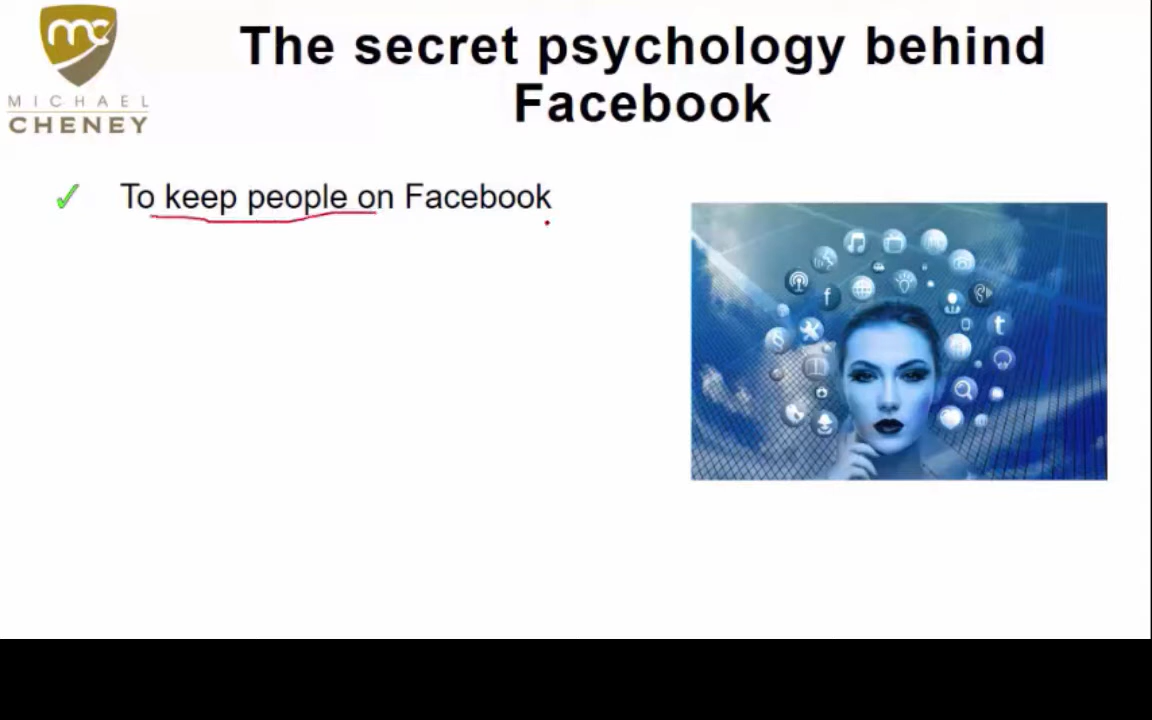 MICHAEL
CHENEY
The secret psychology behind
Facebook
✓ To keep people on Facebook